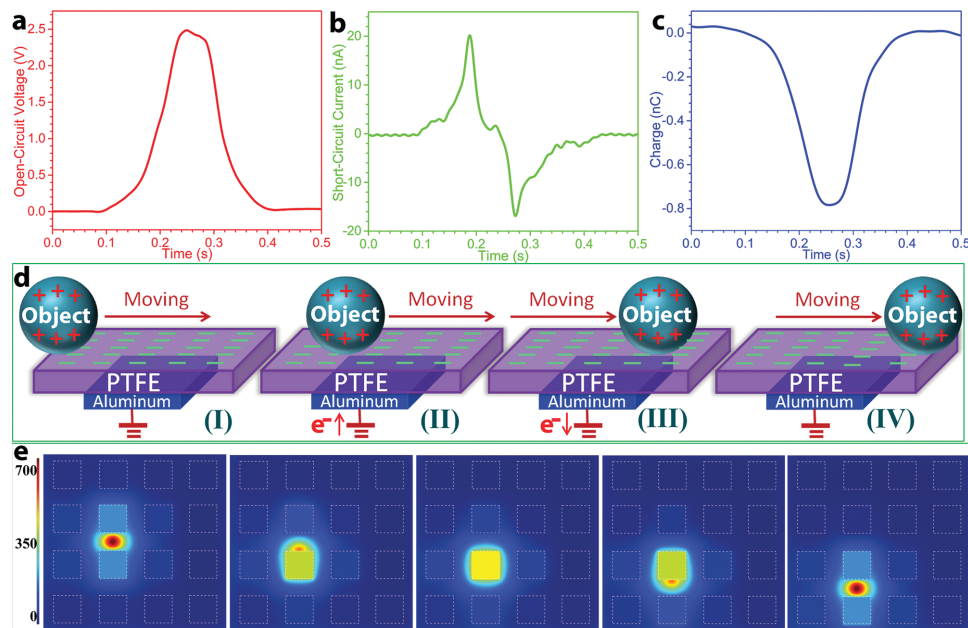 a
Open-Circuit Voltage (V)
2.5
2.0
1.5
1.0
0.5
0.0
0.0 0.1 0.2 0.3 0.4 0.5
Time (s)
b
Short-Circuit Current (nA)
20
10
0
-10
-20
0.0 0.1 0.2 0.3 0.4 0.5
Time (s)
c
Charge (nC)
0.0
-0.2
-0.4
-0.6
-0.8
0.0 0.1 0.2 0.3 0.4 0.5
Time (s)
d
+ + +
Object
+ + +
Moving
PTFE
Aluminum
(I)
+ + +
Object
+ + +
Moving
PTFE
Aluminum
e⁻↑
(II)
Moving
+ + +
Object
+ + +
PTFE
Aluminum
e⁻↓
(III)
Moving
+ + +
Object
+ + +
PTFE
Aluminum
(IV)
e
700
350
0